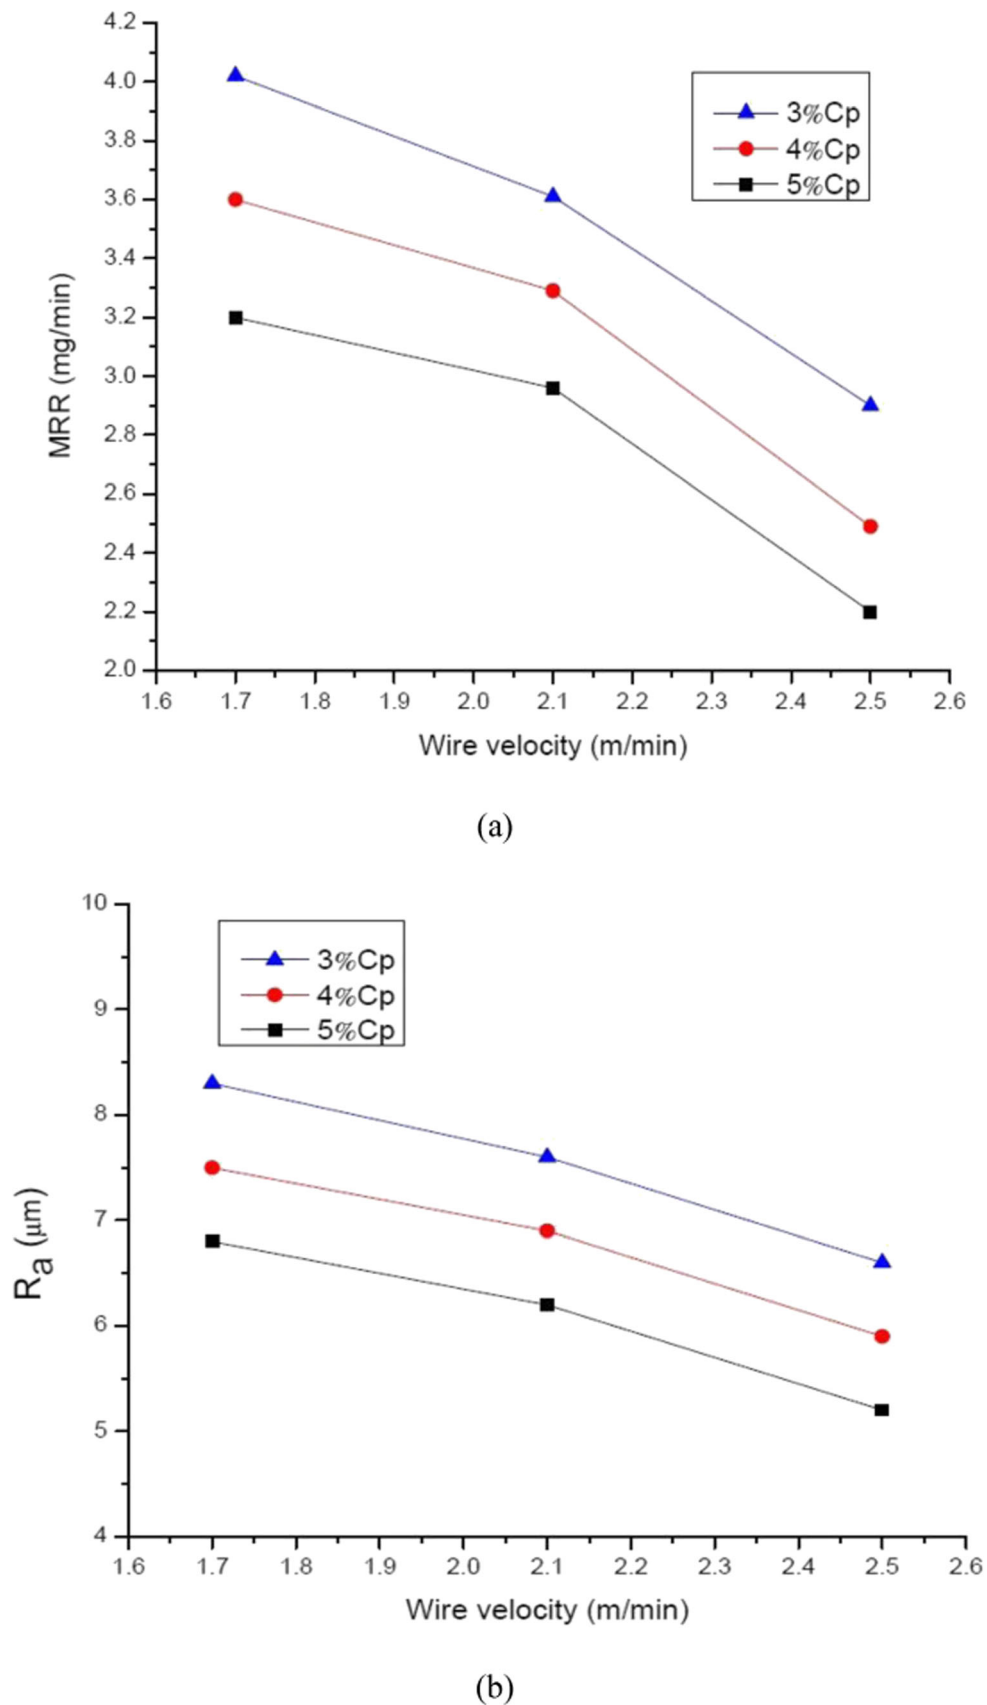 4.2
4.0
3.8
3.6
3.4
3.2
3.0
2.8
2.6
2.4
2.2
2.0
MRR (mg/min)
3%Cp
4%Cp
5%Cp
1.6 1.7 1.8 1.9 2.0 2.1 2.2 2.3 2.4 2.5 2.6
Wire velocity (m/min)
(a)
10
9
8
7
6
5
4
Ra (μm)
3%Cp
4%Cp
5%Cp
1.6 1.7 1.8 1.9 2.0 2.1 2.2 2.3 2.4 2.5 2.6
Wire velocity (m/min)
(b)